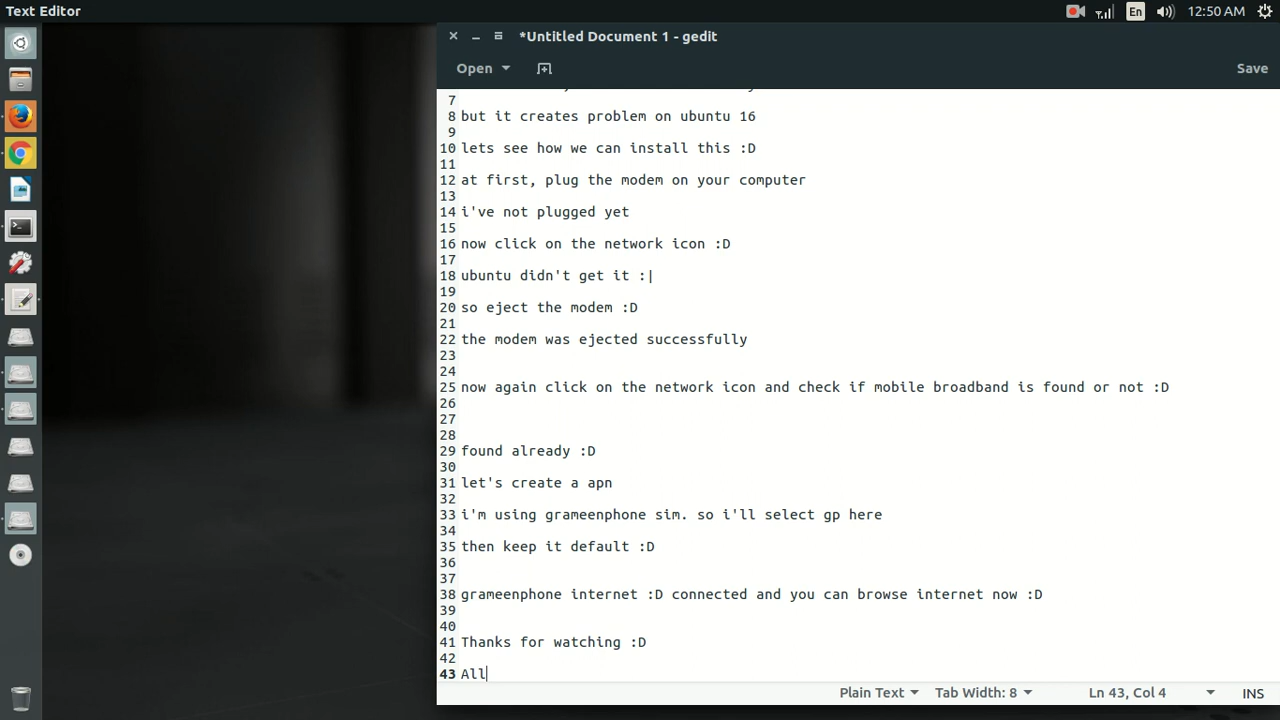 Text Editor
En
12:50 AM
*Untitled Document 1 - gedit
Open
Save
7
8 but it creates problem on ubuntu 16
9
10 lets see how we can install this :D
11
12 at first, plug the modem on your computer
13
14 i've not plugged yet
15
16 now click on the network icon :D
17
18 ubuntu didn't get it :|
19
20 so eject the modem :D
21
22 the modem was ejected successfully
23
24
25 now again click on the network icon and check if mobile broadband is found or not :D
26
27
28
29 found already :D
30
31 let's create a apn
32
33 i'm using grameenphone sim. so i'll select gp here
34
35 then keep it default :D
36
37
38 grameenphone internet :D connected and you can browse internet now :D
39
40
41 Thanks for watching :D
42
43 All
Plain Text
Tab Width: 8
Ln 43, Col 4
INS